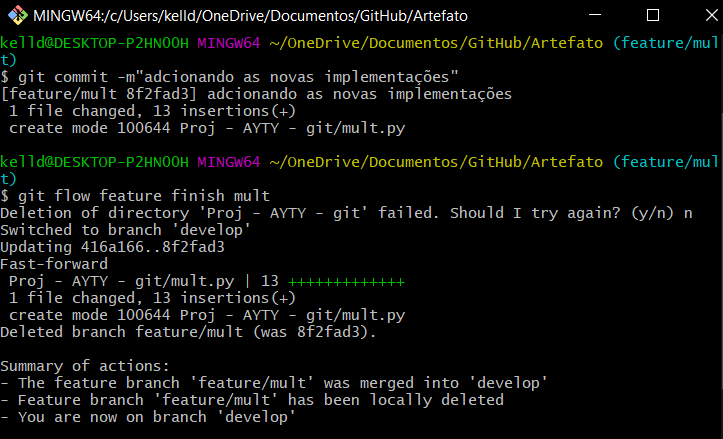 MINGW64:/c/Users/kelld/OneDrive/Documentos/GitHub/Artefato
kelld@DESKTOP-P2HNO0H MINGW64 ~/OneDrive/Documentos/GitHub/Artefato (feature/mul
t)
$ git commit -m"adcionando as novas implementações"
[feature/mult 8f2fad3] adcionando as novas implementações
 1 file changed, 13 insertions(+)
 create mode 100644 Proj - AYTY - git/mult.py
kelld@DESKTOP-P2HNO0H MINGW64 ~/OneDrive/Documentos/GitHub/Artefato (feature/mul
t)
$ git flow feature finish mult
Deletion of directory 'Proj - AYTY - git' failed. Should I try again? (y/n) n
Switched to branch 'develop'
Updating 416a166..8f2fad3
Fast-forward
 Proj - AYTY - git/mult.py | 13 +++++++++++++
 1 file changed, 13 insertions(+)
 create mode 100644 Proj - AYTY - git/mult.py
Deleted branch feature/mult (was 8f2fad3).
Summary of actions:
- The feature branch 'feature/mult' was merged into 'develop'
- Feature branch 'feature/mult' has been locally deleted
- You are now on branch 'develop'